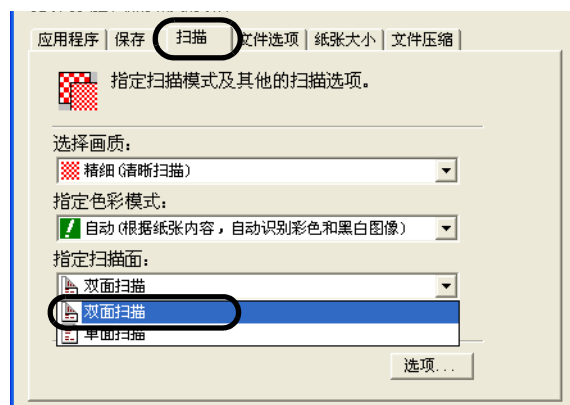 应用程序 保存 扫描 文件选项 纸张大小 文件压缩
指定扫描模式及其他的扫描选项。
选择画质:
精细(清晰扫描)
指定色彩模式:
自动(根据纸张内容，自动识别彩色和黑白图像)
指定扫描面:
双面扫描
双面扫描
单面扫描
选项...